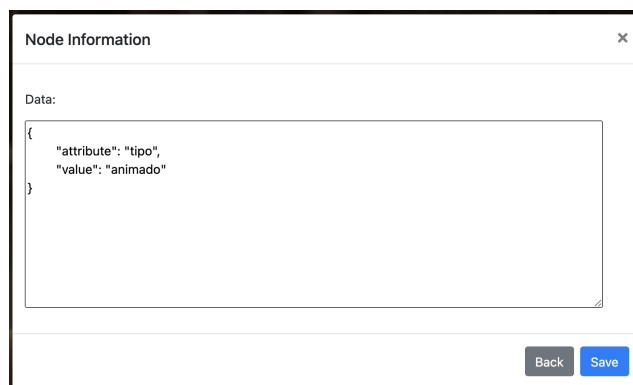 Node Information
×
Data:
{
"attribute": "tipo",
"value": "animado"
}
Back Save